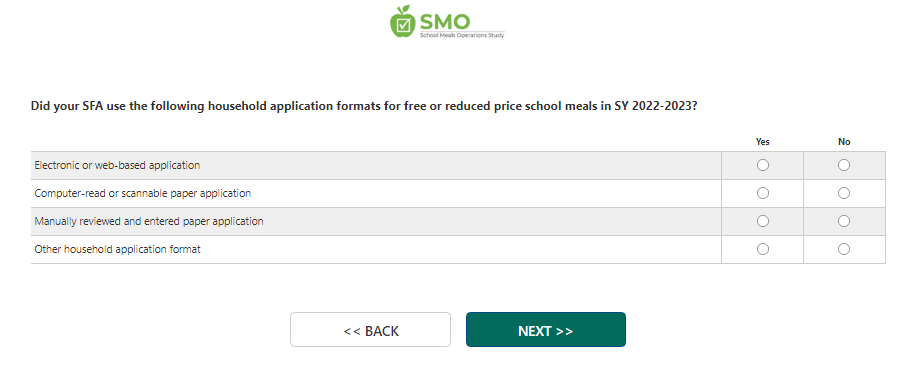 SMO
School Meals Operations Study
Did your SFA use the following household application formats for free or reduced price school meals in SY 2022-2023?
Yes No
Electronic or web-based application
Computer-read or scannable paper application
Manually reviewed and entered paper application
Other household application format
<< BACK NEXT >>